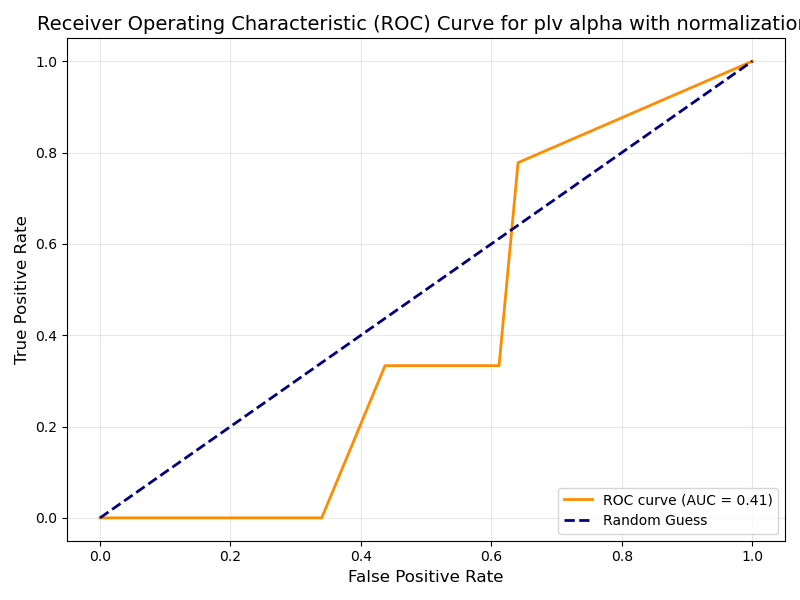 Receiver Operating Characteristic (ROC) Curve for plv alpha with normalization
1.0
0.8
0.6
0.4
0.2
0.0
True Positive Rate
0.0 0.2 0.4 0.6 0.8 1.0
False Positive Rate
ROC curve (AUC = 0.41)
Random Guess